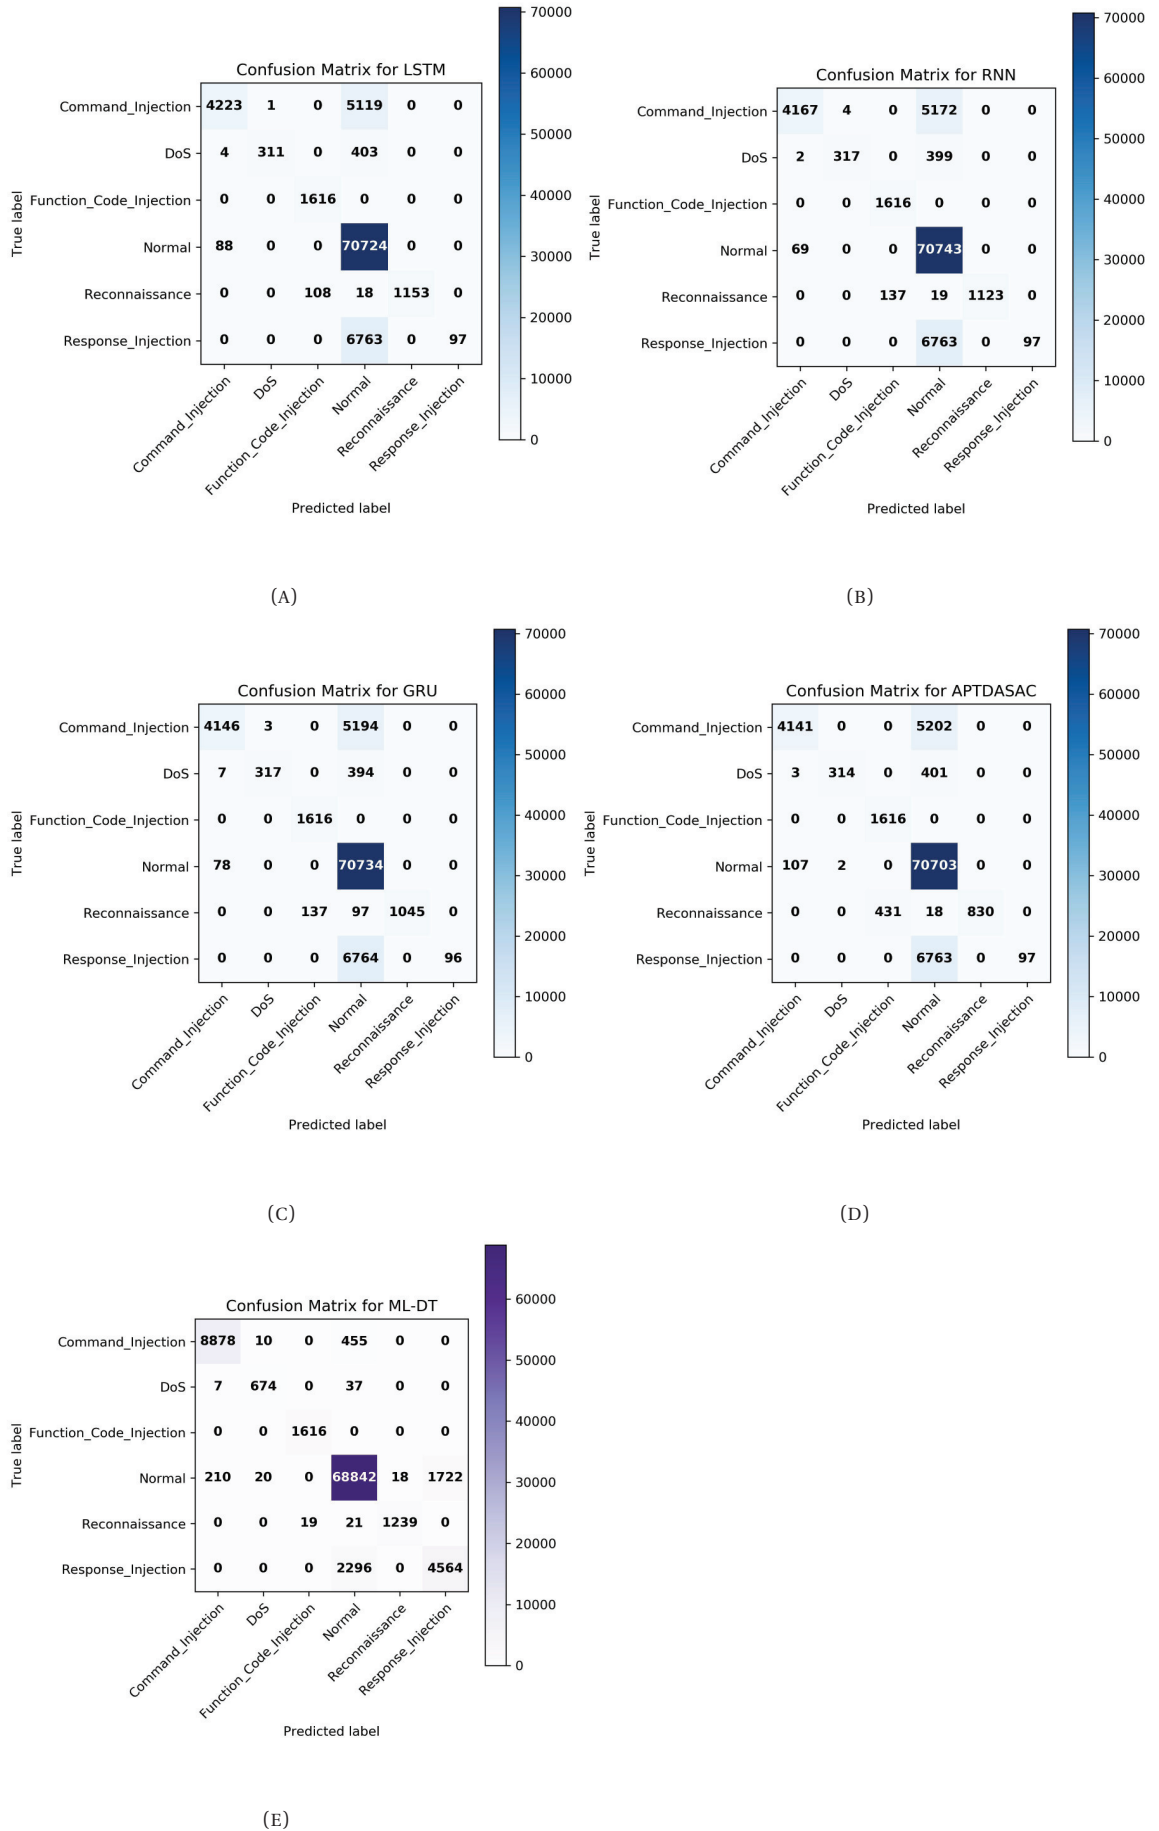 Confusion Matrix for LSTM
True label
Command_Injection 4223 1 0 5119 0 0
DoS 4 311 0 403 0 0
Function_Code_Injection 0 0 1616 0 0 0
Normal 88 0 0 70724 0 0
Reconnaissance 0 0 108 18 1153 0
Response_Injection 0 0 0 6763 0 97
Command_Injection DoS Function_Code_Injection Normal Reconnaissance Response_Injection
Predicted label
70000
60000
50000
40000
30000
20000
10000
0
(A)
Confusion Matrix for RNN
True label
Command_Injection 4167 4 0 5172 0 0
DoS 2 317 0 399 0 0
Function_Code_Injection 0 0 1616 0 0 0
Normal 69 0 0 70743 0 0
Reconnaissance 0 0 137 19 1123 0
Response_Injection 0 0 0 6763 0 97
Command_Injection DoS Function_Code_Injection Normal Reconnaissance Response_Injection
Predicted label
70000
60000
50000
40000
30000
20000
10000
0
(B)
Confusion Matrix for GRU
True label
Command_Injection 4146 3 0 5194 0 0
DoS 7 317 0 394 0 0
Function_Code_Injection 0 0 1616 0 0 0
Normal 78 0 0 70734 0 0
Reconnaissance 0 0 137 97 1045 0
Response_Injection 0 0 0 6764 0 96
Command_Injection DoS Function_Code_Injection Normal Reconnaissance Response_Injection
Predicted label
70000
60000
50000
40000
30000
20000
10000
0
(C)
Confusion Matrix for APTDASAC
True label
Command_Injection 4141 0 0 5202 0 0
DoS 3 314 0 401 0 0
Function_Code_Injection 0 0 1616 0 0 0
Normal 107 2 0 70703 0 0
Reconnaissance 0 0 431 18 830 0
Response_Injection 0 0 0 6763 0 97
Command_Injection DoS Function_Code_Injection Normal Reconnaissance Response_Injection
Predicted label
70000
60000
50000
40000
30000
20000
10000
0
(D)
Confusion Matrix for ML-DT
True label
Command_Injection 8878 10 0 455 0 0
DoS 7 674 0 37 0 0
Function_Code_Injection 0 0 1616 0 0 0
Normal 210 20 0 68842 18 1722
Reconnaissance 0 0 19 21 1239 0
Response_Injection 0 0 0 2296 0 4564
Command_Injection DoS Function_Code_Injection Normal Reconnaissance Response_Injection
Predicted label
60000
50000
40000
30000
20000
10000
0
(E)